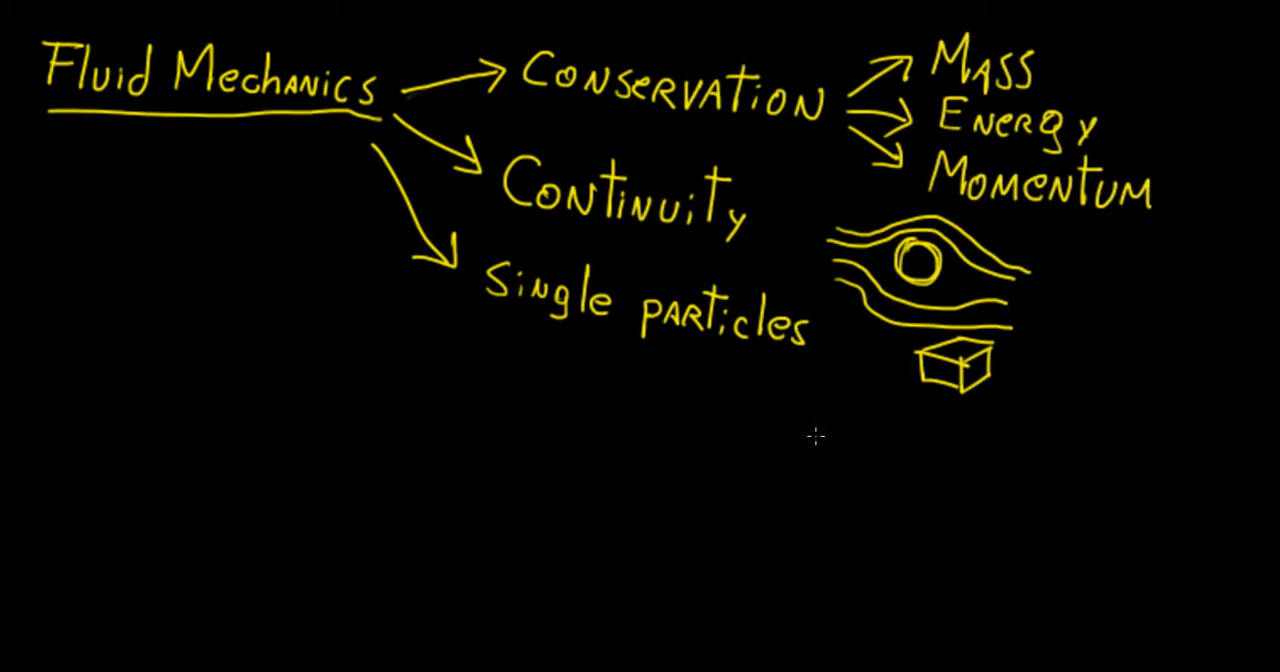 Fluid Mechanics
Conservation
Mass
Energy
Momentum
Continuity
Single particles